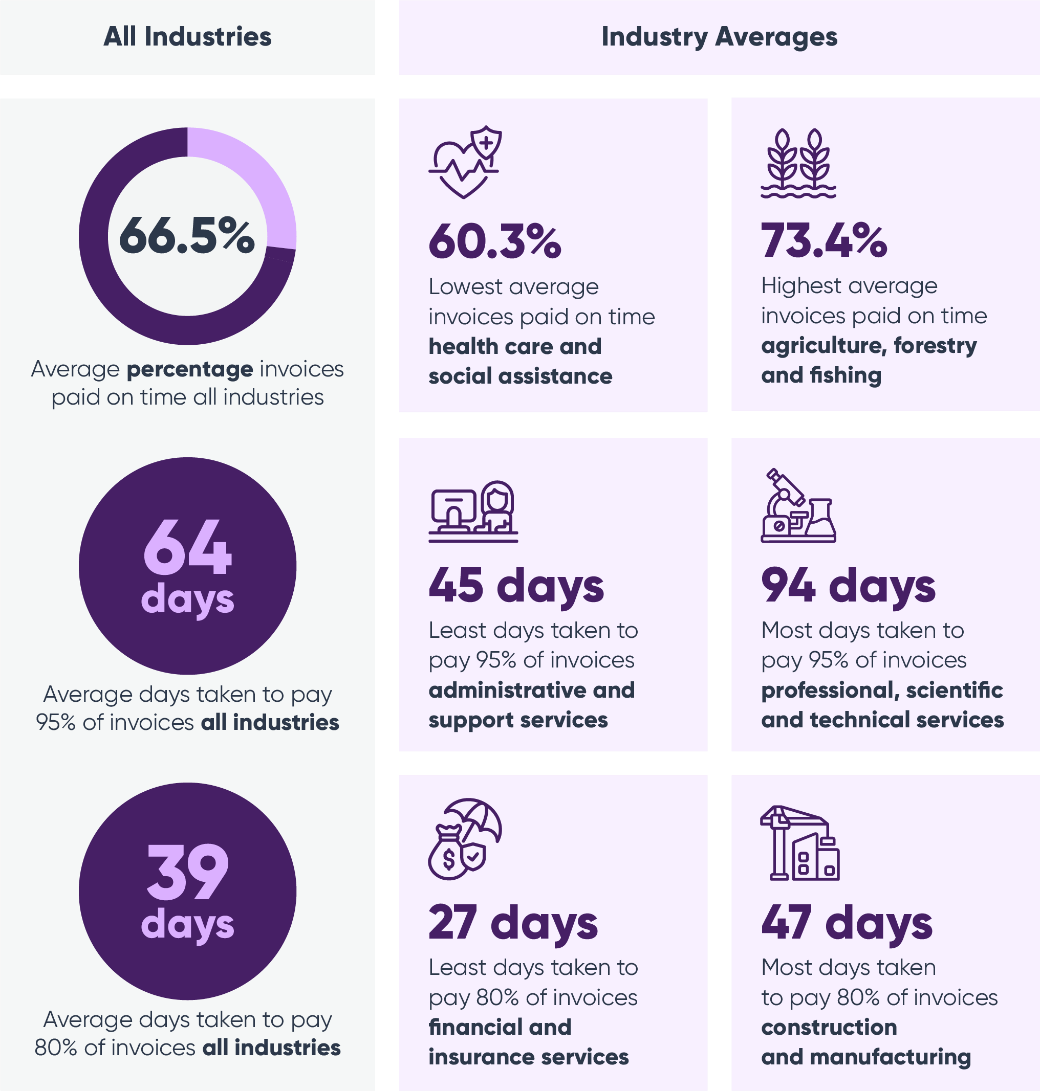 All Industries
Industry Averages
66.5%
Average percentage invoices
paid on time all industries
60.3%
Lowest average
invoices paid on time
health care and
social assistance
73.4%
Highest average
invoices paid on time
agriculture, forestry
and fishing
64
days
Average days taken to pay
95% of invoices all industries
45 days
Least days taken to
pay 95% of invoices
administrative and
support services
94 days
Most days taken to
pay 95% of invoices
professional, scientific
and technical services
39
days
Average days taken to pay
80% of invoices all industries
$
27 days
Least days taken to
pay 80% of invoices
financial and
insurance services
47 days
Most days taken
to pay 80% of invoices
construction
and manufacturing